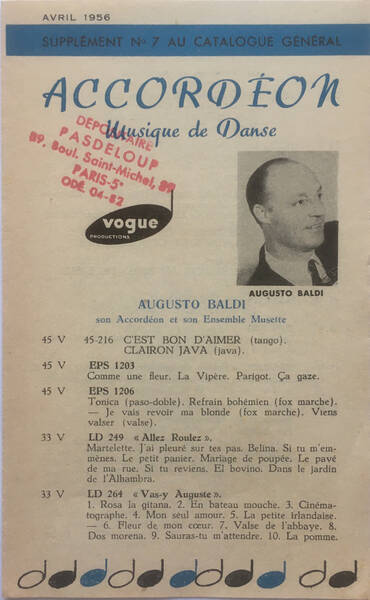 AVRIL 1956
SUPPLÉMENT No 7 AU CATALOGUE GÉNÉRAL
ACCORDÉON
Musique de Danse
DEPOSITAIRE
PASDELOUP
89, Boul. Saint-Michel, 89
PARIS-5e
ODÉ. 04-82
vogue
PRODUCTIONS
AUGUSTO BALDI
AUGUSTO BALDI
son Accordéon et son Ensemble Musette
45 V 45-216 C'EST BON D'AIMER (tango).
CLAIRON JAVA (java).
45 V EPS 1203
Comme une fleur. La Vipère. Parigot. Ça gaze.
45 V EPS 1206
Tonica (paso-doble). Refrain bohémien (fox marche).
— Je vais revoir ma blonde (fox marche). Viens
valser (valse).
33 V LD 249 « Allez Roulez ».
Martelette. J'ai pleuré sur tes pas. Belina. Si tu m'em-
mènes. Le petit panier. Mariage de poupée. Le pavé
de ma rue. Si tu reviens. El bovino. Dans le jardin
de l'Alhambra.
33 V LD 264 « Vas-y Auguste ».
1. Rosa la gitana. 2. En bateau mouche. 3. Cinéma-
tographe. 4. Mon seul amour. 5. La petite irlandaise.
— 6. Fleur de mon cœur. 7. Valse de l'abbaye. 8.
Dos morena. 9. Sauras-tu m'attendre. 10. La pomme.